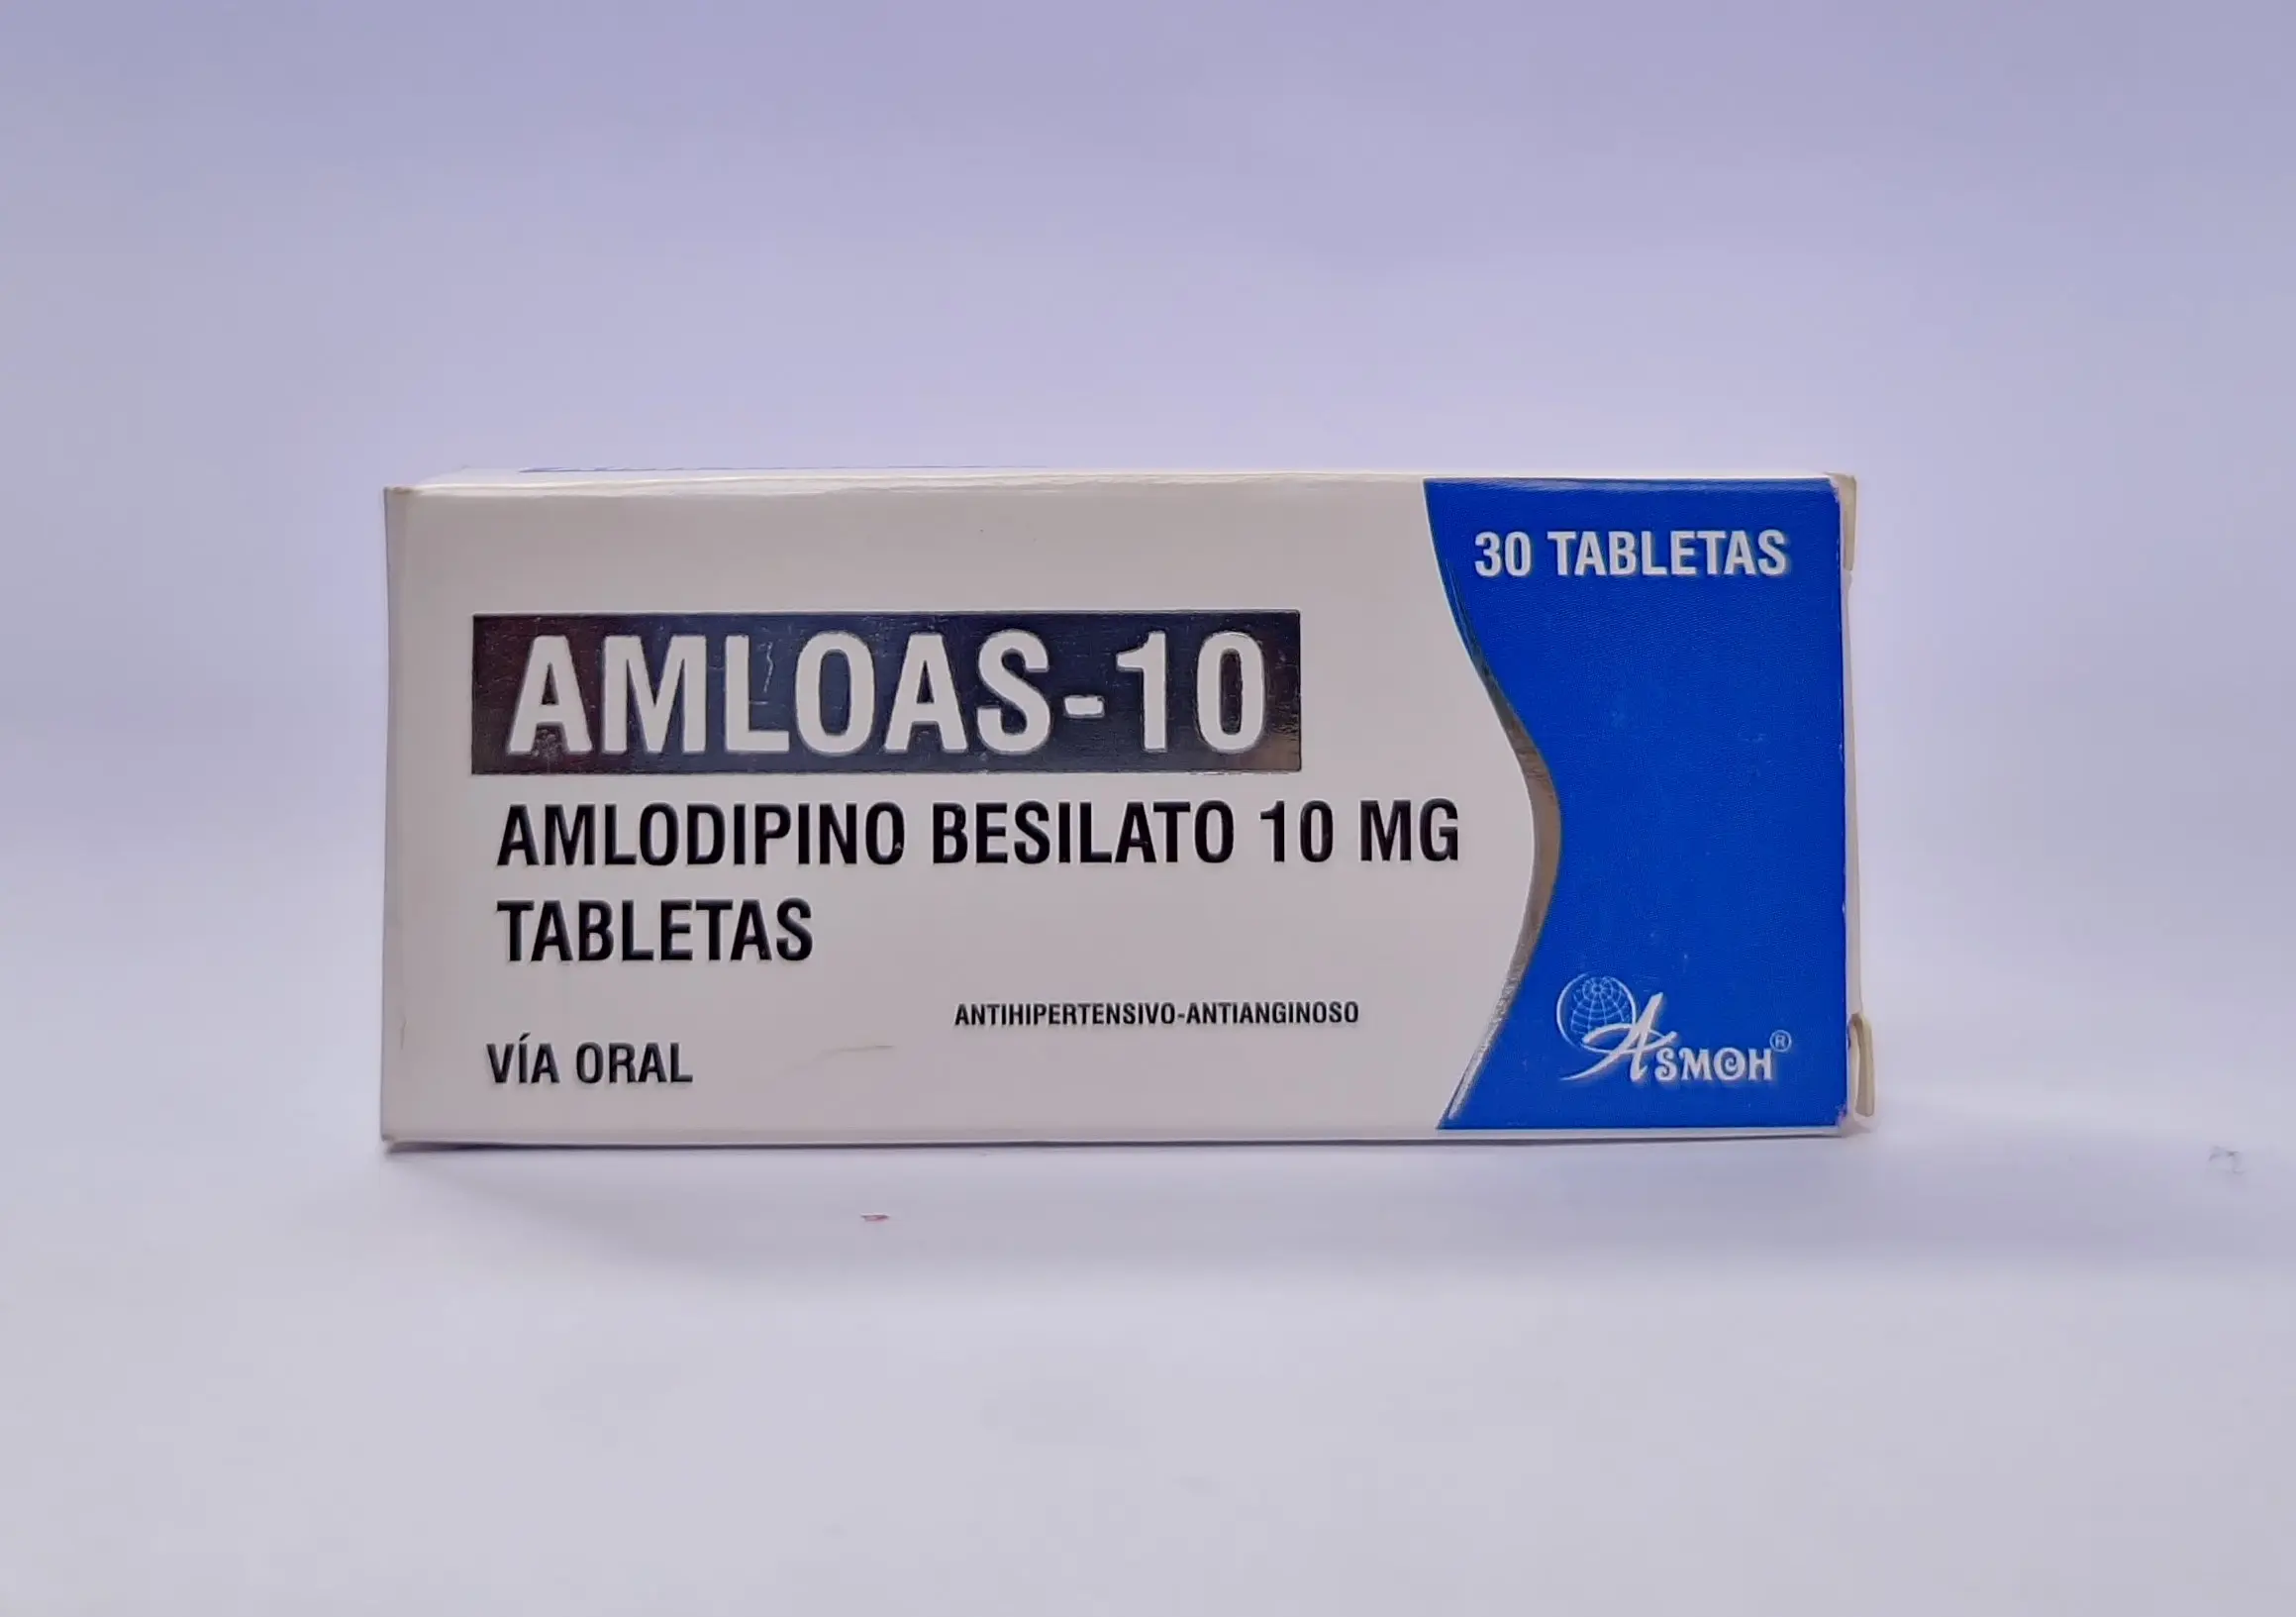 30 TABLETAS
AMLOAS-10
AMLODIPINO BESILATO 10 MG
TABLETAS
ANTIHIPERTENSIVO-ANTIANGINOSO
VÍA ORAL
ASMOH®